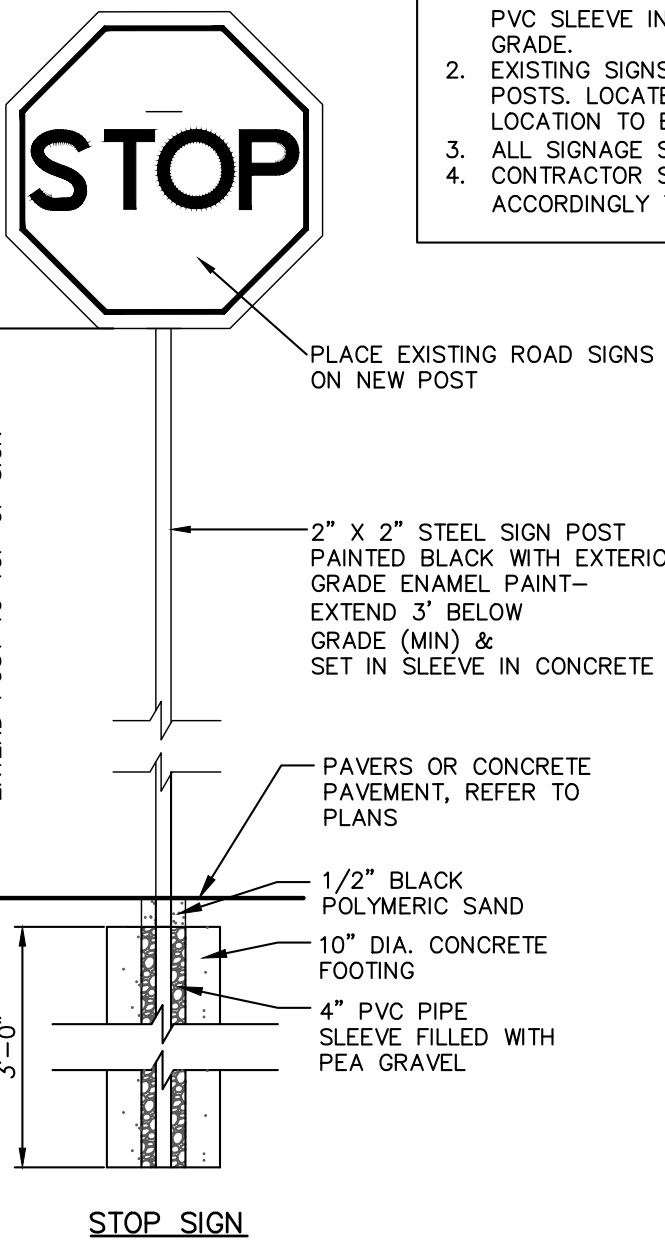 PVC SLEEVE IN
GRADE.
2. EXISTING SIGNS
POSTS. LOCATE
LOCATION TO
3. ALL SIGNAGE
4. CONTRACTOR
ACCORDINGLY
STOP
PLACE EXISTING ROAD SIGNS
ON NEW POST
2" X 2" STEEL SIGN POST
PAINTED BLACK WITH EXTERIO
GRADE ENAMEL PAINT–
EXTEND 3' BELOW
GRADE (MIN) &
SET IN SLEEVE IN CONCRETE
PAVERS OR CONCRETE
PAVEMENT, REFER TO
PLANS
1/2" BLACK
POLYMERIC SAND
10" DIA. CONCRETE
FOOTING
4" PVC PIPE
SLEEVE FILLED WITH
PEA GRAVEL
3'-0"
STOP SIGN